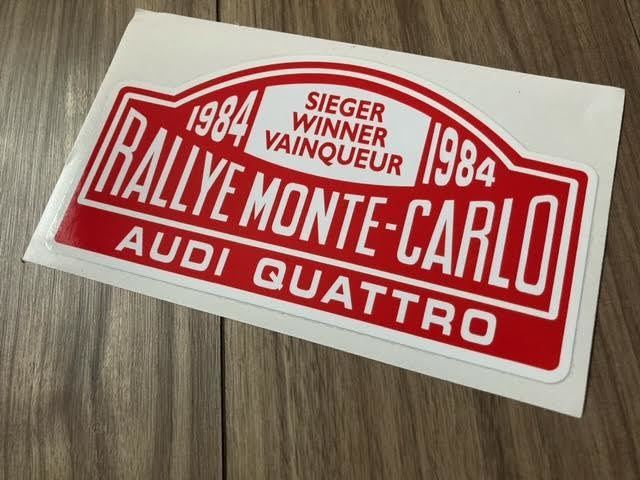 SIEGER
WINNER
VAINQUEUR
1984 1984
RALLYE MONTE-CARLO
AUDI QUATTRO